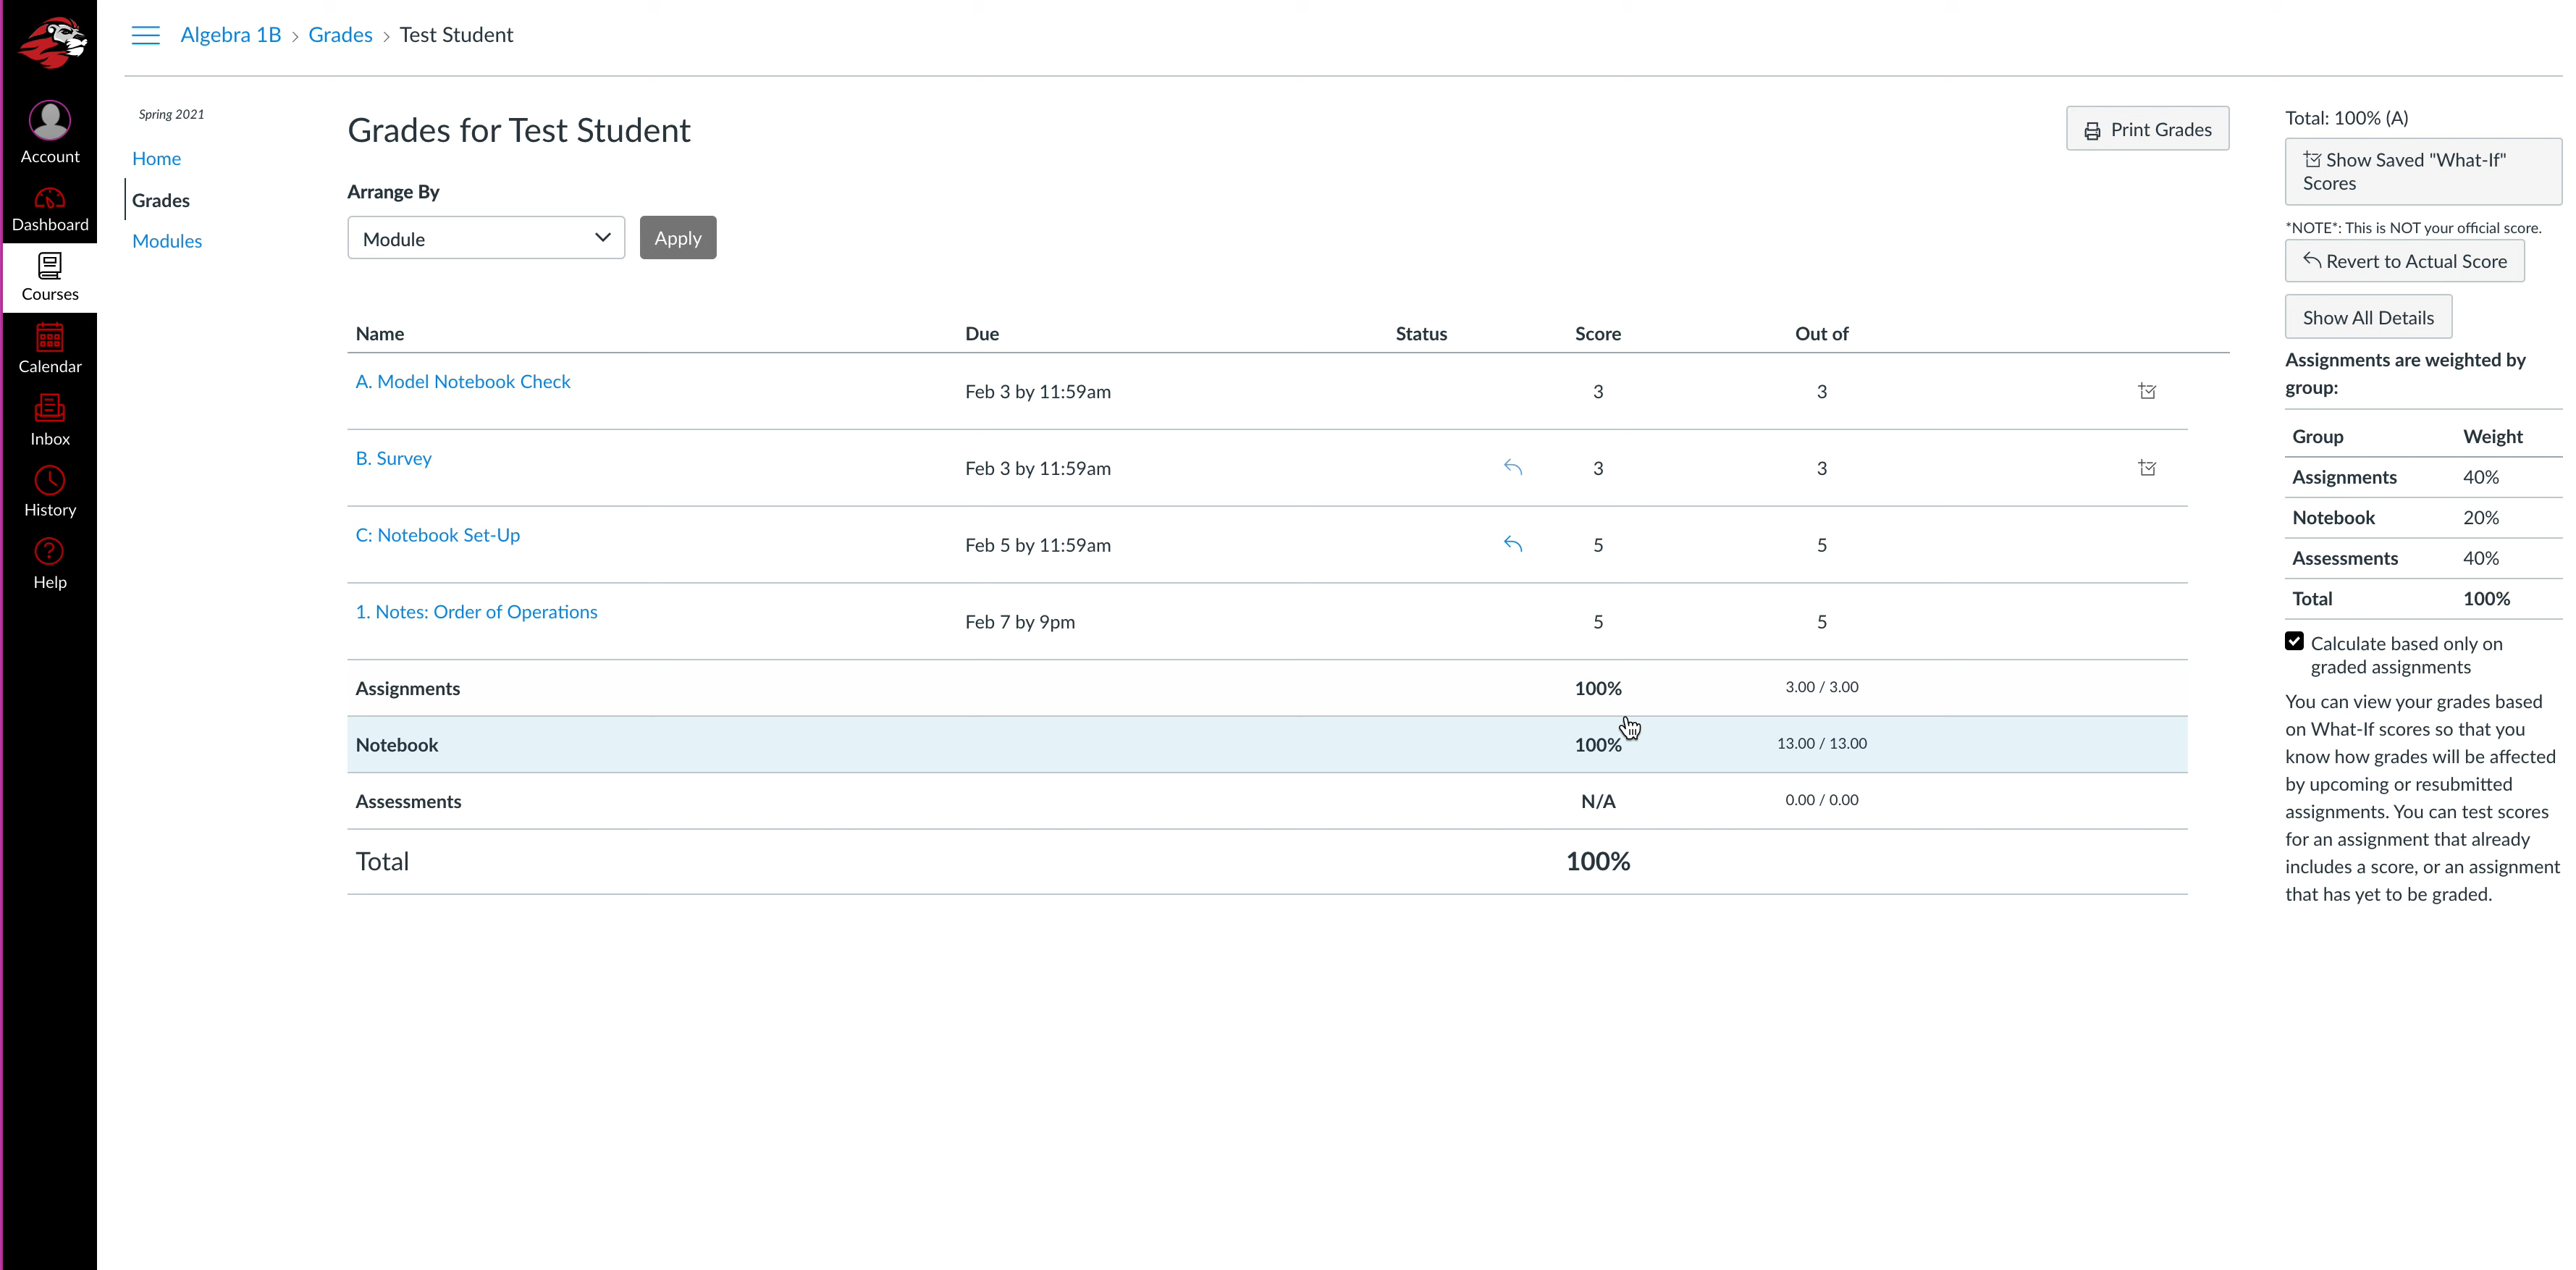 Algebra 1B › Grades › Test Student
Account
Dashboard
Courses
Calendar
Inbox
History
Help
Spring 2021
Home
Grades
Modules
Grades for Test Student
Print Grades
Arrange By
Module
Apply
Name Due Status Score Out of
A. Model Notebook Check Feb 3 by 11:59am 3 3
B. Survey Feb 3 by 11:59am 3 3
C: Notebook Set-Up Feb 5 by 11:59am 5 5
1. Notes: Order of Operations Feb 7 by 9pm 5 5
Assignments 100% 3.00 / 3.00
Notebook 100% 13.00 / 13.00
Assessments N/A 0.00 / 0.00
Total 100%
Total: 100% (A)
Show Saved "What-If"
Scores
*NOTE*: This is NOT your official score.
Revert to Actual Score
Show All Details
Assignments are weighted by
group:
Group Weight
Assignments 40%
Notebook 20%
Assessments 40%
Total 100%
Calculate based only on
graded assignments
You can view your grades based
on What-If scores so that you
know how grades will be affected
by upcoming or resubmitted
assignments. You can test scores
for an assignment that already
includes a score, or an assignment
that has yet to be graded.